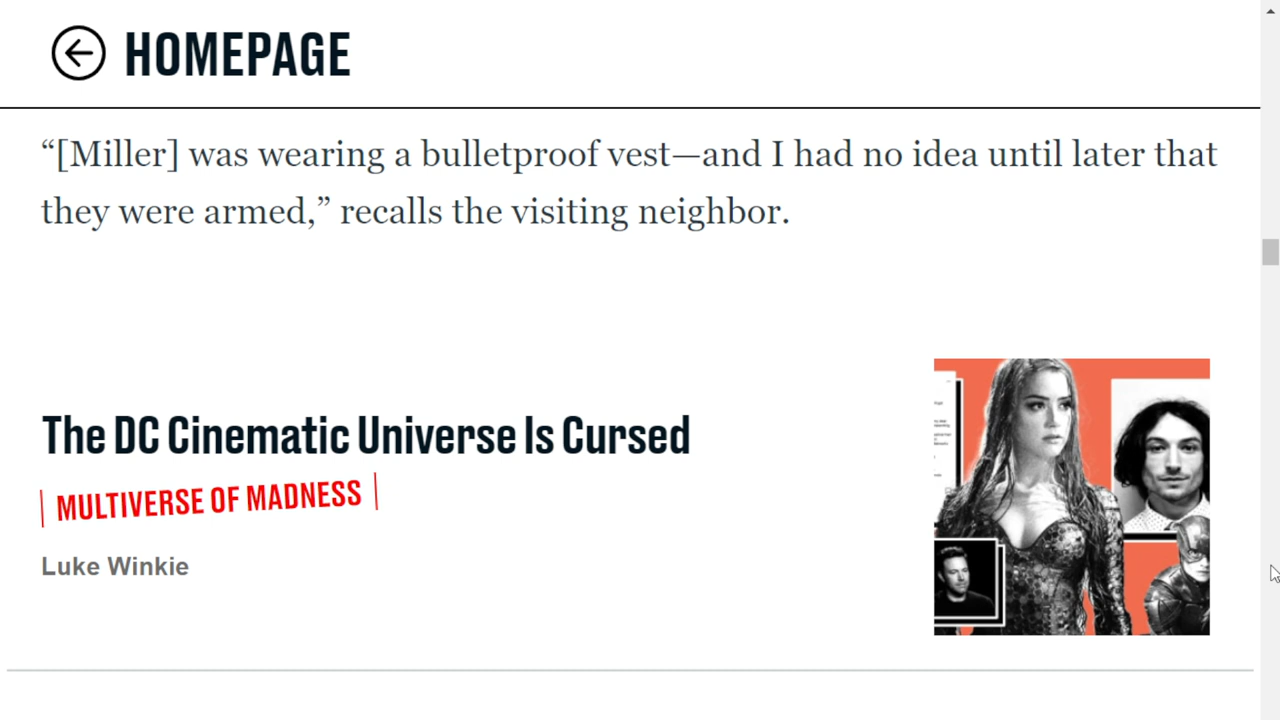 HOMEPAGE
“[Miller] was wearing a bulletproof vest—and I had no idea until later that
they were armed,” recalls the visiting neighbor.
The DC Cinematic Universe Is Cursed
MULTIVERSE OF MADNESS
Luke Winkie